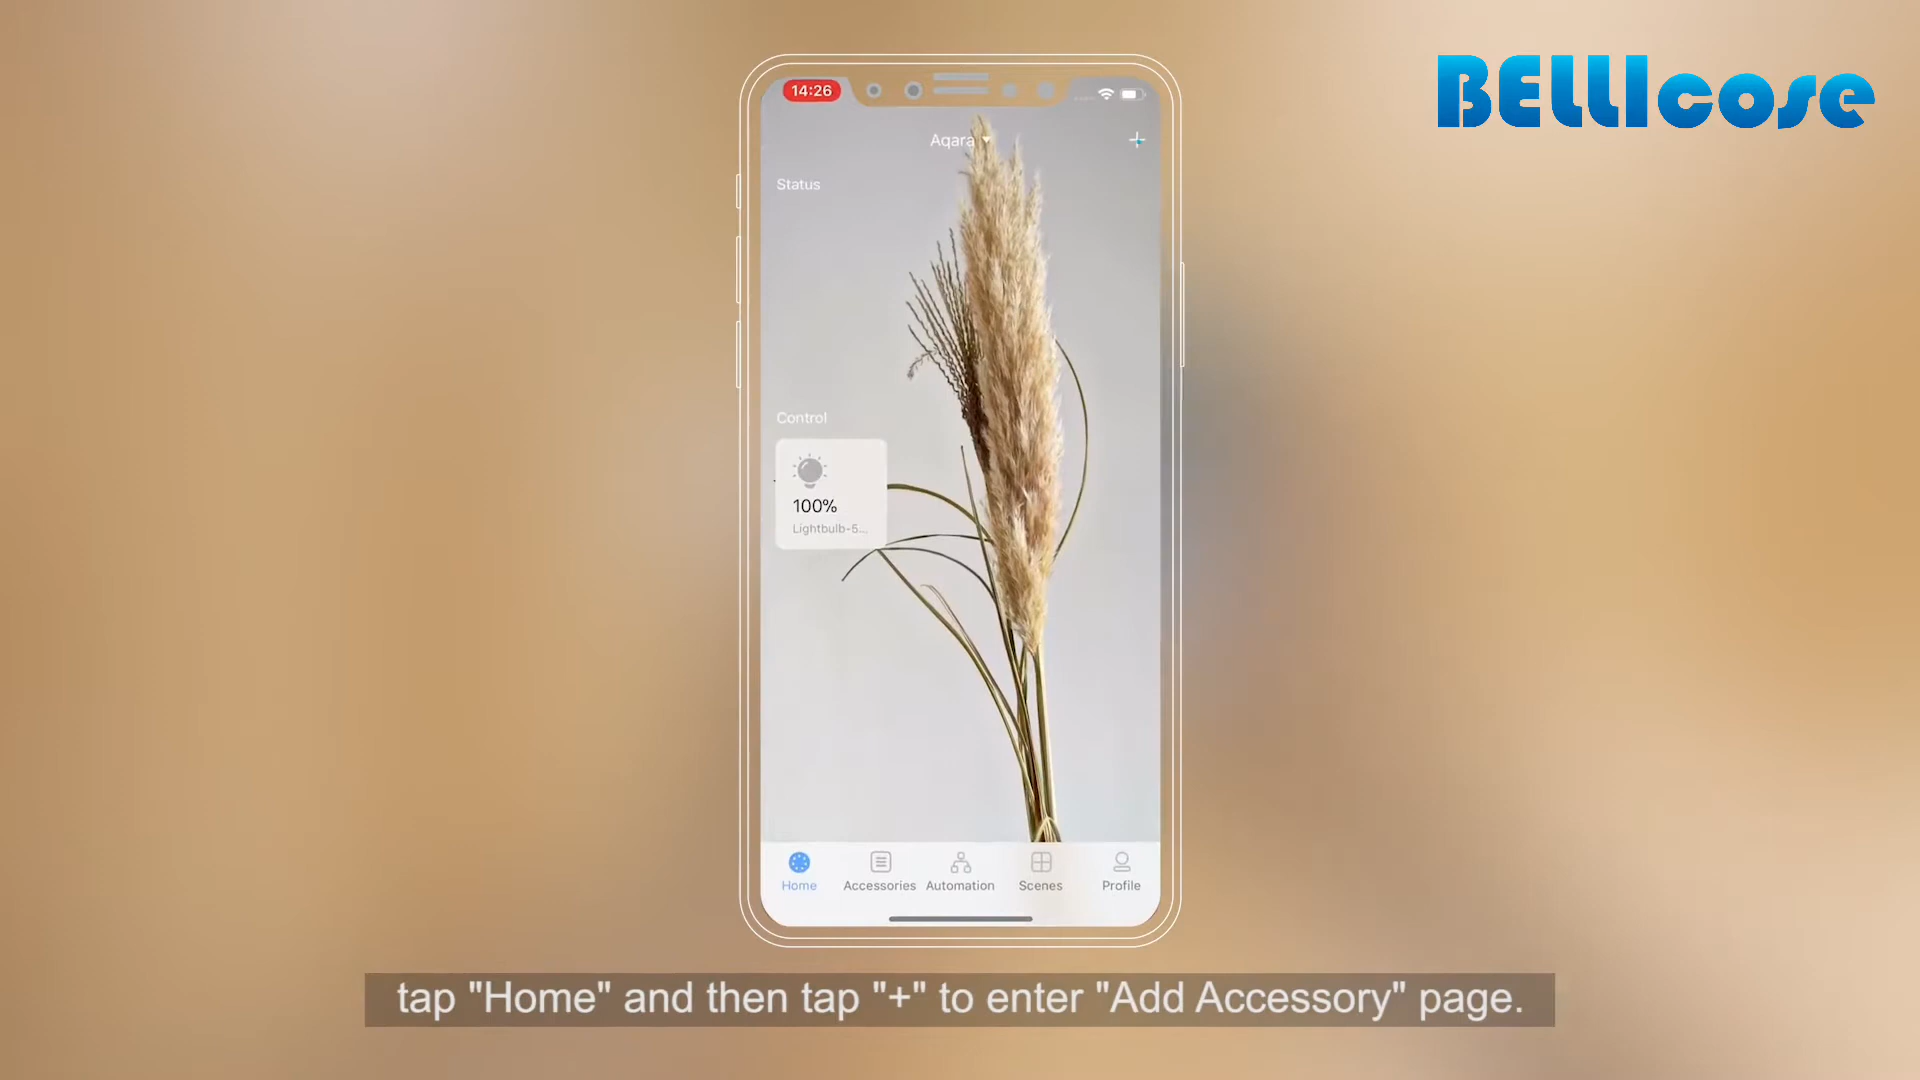 BELLIcose
14:26
Aqara
Status
Control
100%
Lightbulb-5...
Home
Accessories
Automation
Scenes
Profile
tap "Home" and then tap "+" to enter "Add Accessory" page.